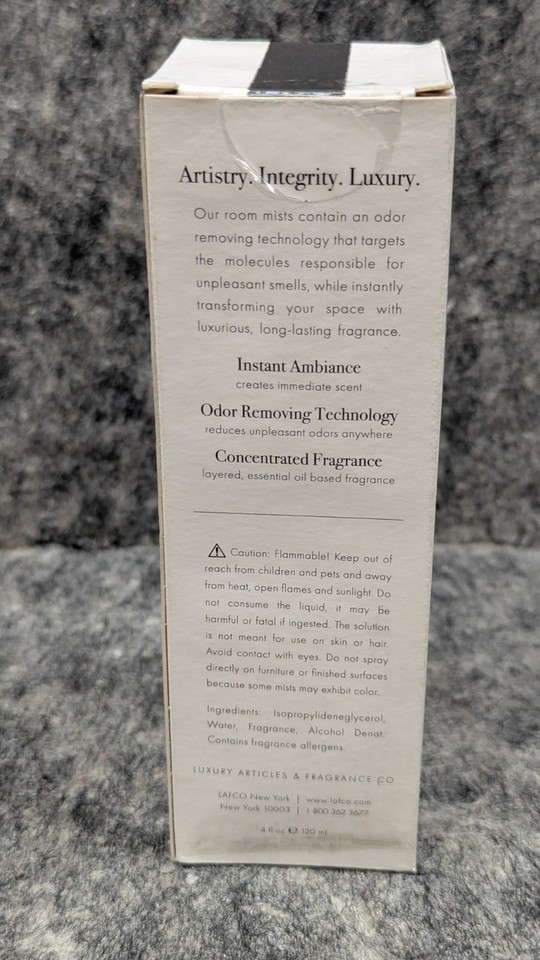 Artistry. Integrity. Luxury.
Our room mists contain an odor
removing technology that targets
the molecules responsible for
unpleasant smells, while instantly
transforming your space with
luxurious, long-lasting fragrance.
Instant Ambiance
creates immediate scent
Odor Removing Technology
reduces unpleasant odors anywhere
Concentrated Fragrance
layered, essential oil based fragrance
Caution: Flammable! Keep out of
reach from children and pets and away
from heat, open flames and sunlight. Do
not consume the liquid, it may be
harmful or fatal if ingested. The solution
is not meant for use on skin or hair.
Avoid contact with eyes. Do not spray
directly on furniture or finished surfaces
because some mists may exhibit color.
Ingredients: Isopropylideneglycerol,
Water, Fragrance, Alcohol Denat.
Contains fragrance allergens.
LUXURY ARTICLES & FRAGRANCE CO
LAFCO New York | www.lafco.com
New York 10003 | 1 800 362 3677
4 fl oz ℮ 120 mL